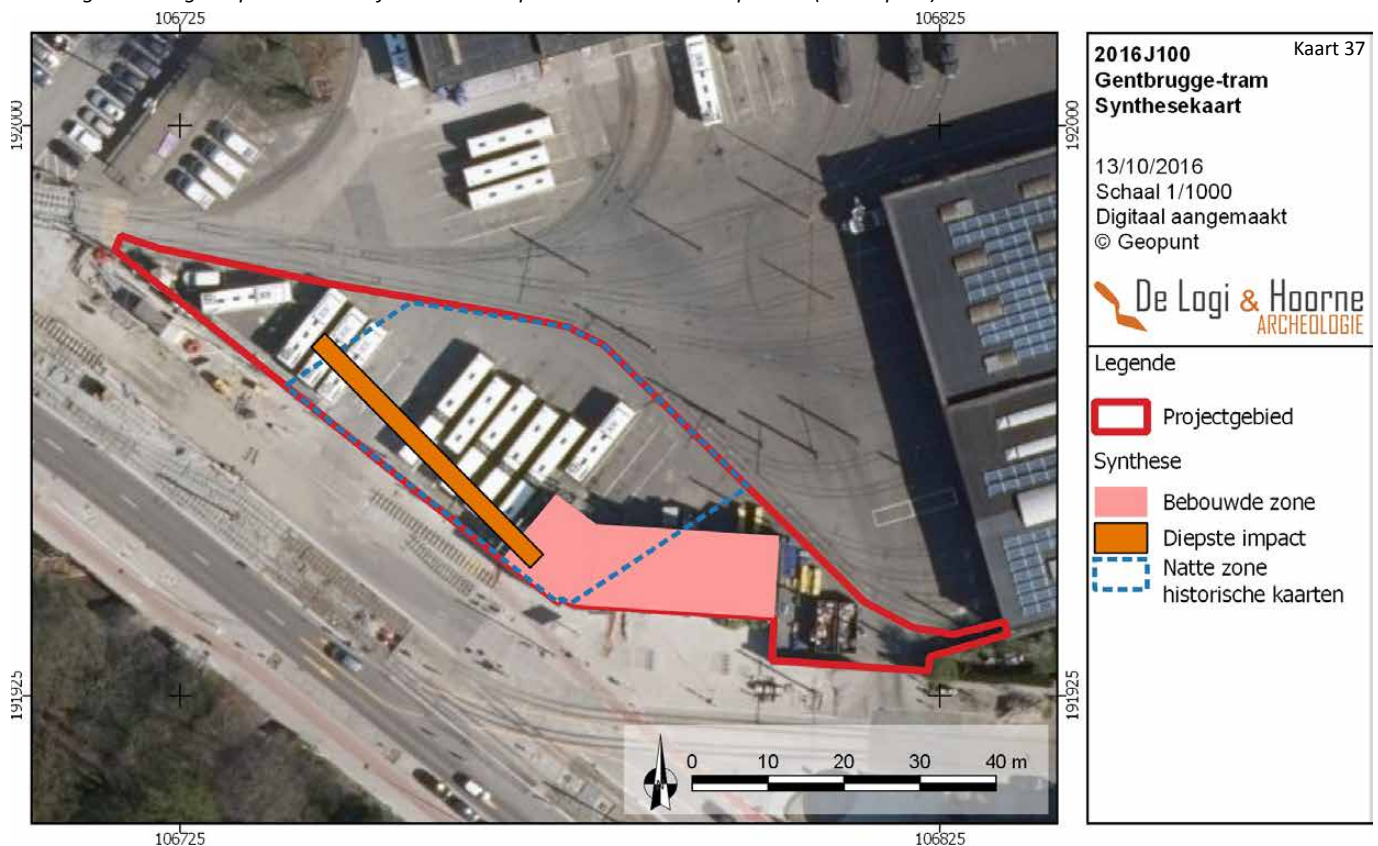 106725
106825
192000
192000
191925
191925
0 10 20 30 40 m
106725
106825
2016J100 Kaart 37
Gentbrugge-tram
Synthesekaart
13/10/2016
Schaal 1/1000
Digitaal aangemaakt
© Geopunt
De Logi & Hoorne
ARCHEOLOGIE
Legende
Projectgebied
Synthese
Bebouwde zone
Diepste impact
Natte zone
historische kaarten